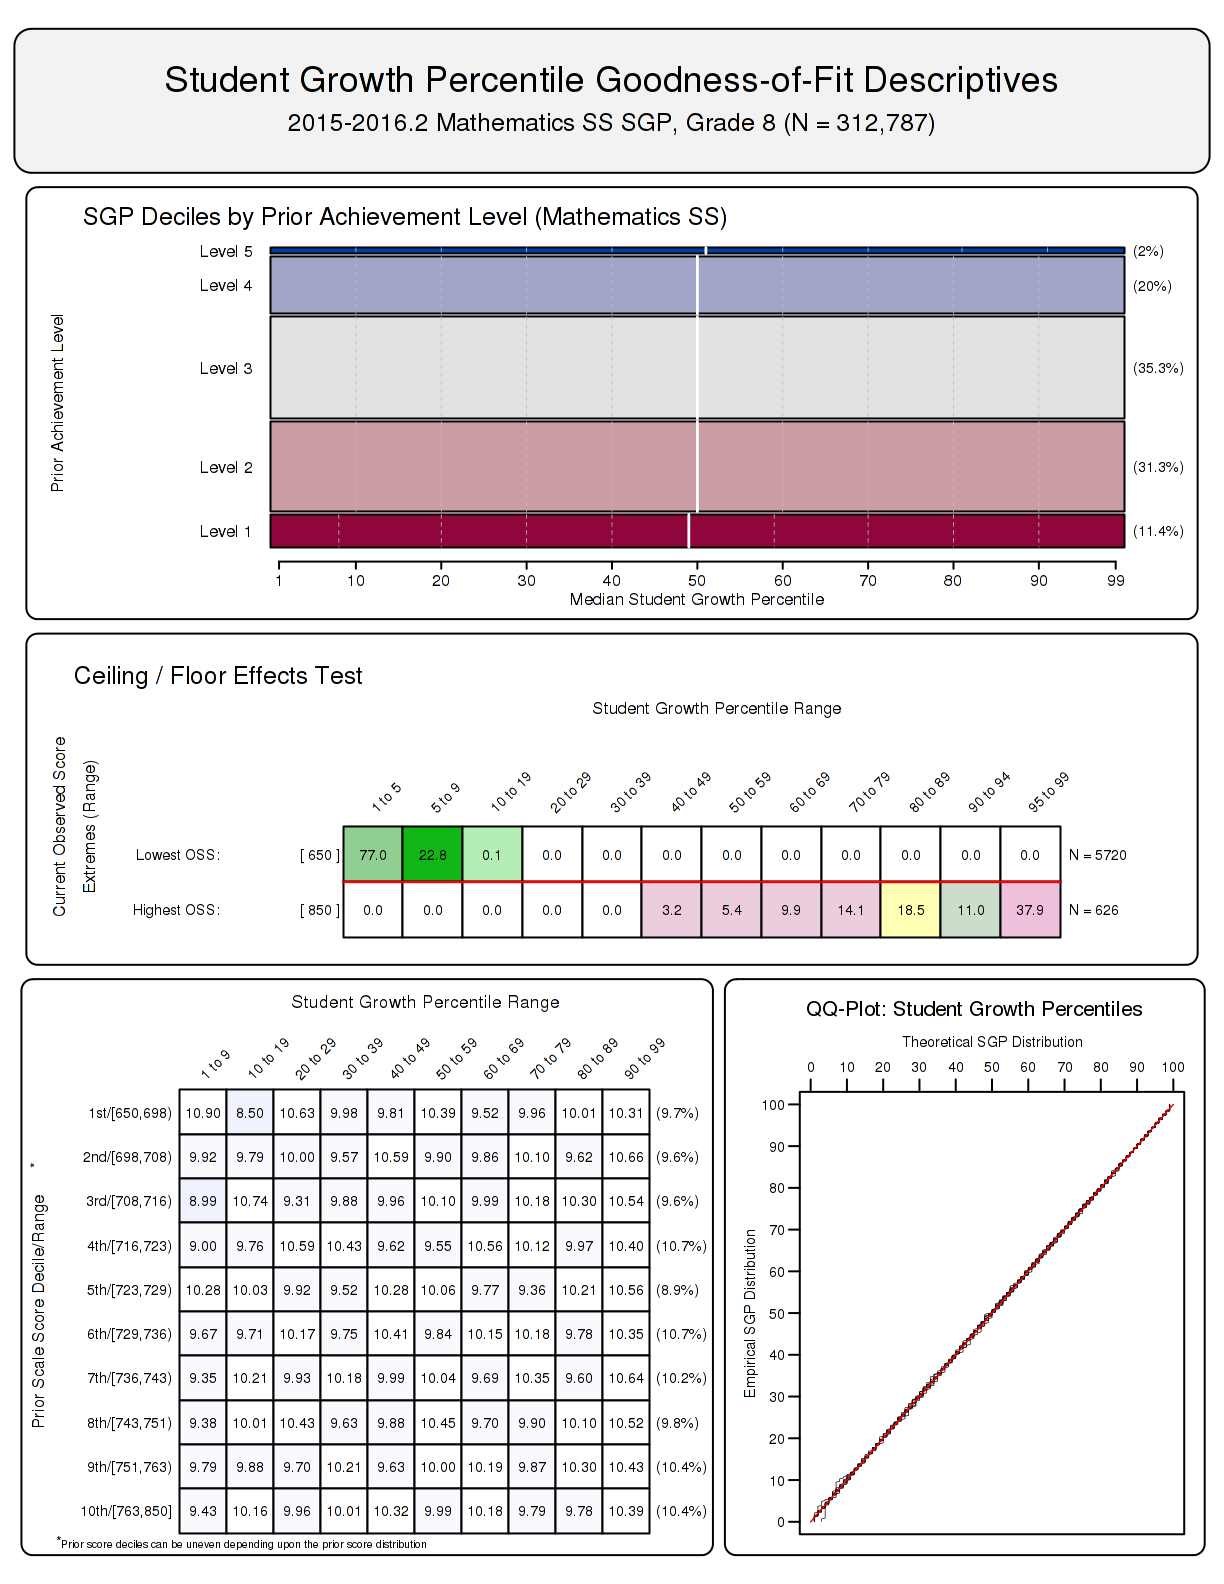 Student Growth Percentile Goodness-of-Fit Descriptives
2015-2016.2 Mathematics SS SGP, Grade 8 (N = 312,787)
SGP Deciles by Prior Achievement Level (Mathematics SS)
Prior Achievement Level
Level 5 (2%)
Level 4 (20%)
Level 3 (35.3%)
Level 2 (31.3%)
Level 1 (11.4%)
1 10 20 30 40 50 60 70 80 90 99
Median Student Growth Percentile
Ceiling / Floor Effects Test
Student Growth Percentile Range
Current Observed Score
Extremes (Range)
1 to 5 5 to 9 10 to 19 20 to 29 30 to 39 40 to 49 50 to 59 60 to 69 70 to 79 80 to 89 90 to 94 95 to 99
Lowest OSS: [ 650 ] 77.0 22.8 0.1 0.0 0.0 0.0 0.0 0.0 0.0 0.0 0.0 0.0 N = 5720
Highest OSS: [ 850 ] 0.0 0.0 0.0 0.0 0.0 3.2 5.4 9.9 14.1 18.5 11.0 37.9 N = 626
Student Growth Percentile Range
Prior Scale Score Decile/Range *
1 to 9 10 to 19 20 to 29 30 to 39 40 to 49 50 to 59 60 to 69 70 to 79 80 to 89 90 to 99
1st/[650,698) 10.90 8.50 10.63 9.98 9.81 10.39 9.52 9.96 10.01 10.31 (9.7%)
2nd/[698,708) 9.92 9.79 10.00 9.57 10.59 9.90 9.86 10.10 9.62 10.66 (9.6%)
3rd/[708,716) 8.99 10.74 9.31 9.88 9.96 10.10 9.99 10.18 10.30 10.54 (9.6%)
4th/[716,723) 9.00 9.76 10.59 10.43 9.62 9.55 10.56 10.12 9.97 10.40 (10.7%)
5th/[723,729) 10.28 10.03 9.92 9.52 10.28 10.06 9.77 9.36 10.21 10.56 (8.9%)
6th/[729,736) 9.67 9.71 10.17 9.75 10.41 9.84 10.15 10.18 9.78 10.35 (10.7%)
7th/[736,743) 9.35 10.21 9.93 10.18 9.99 10.04 9.69 10.35 9.60 10.64 (10.2%)
8th/[743,751) 9.38 10.01 10.43 9.63 9.88 10.45 9.70 9.90 10.10 10.52 (9.8%)
9th/[751,763) 9.79 9.88 9.70 10.21 9.63 10.00 10.19 9.87 10.30 10.43 (10.4%)
10th/[763,850] 9.43 10.16 9.96 10.01 10.32 9.99 10.18 9.79 9.78 10.39 (10.4%)
*Prior score deciles can be uneven depending upon the prior score distribution
QQ-Plot: Student Growth Percentiles
Theoretical SGP Distribution
0 10 20 30 40 50 60 70 80 90 100
Empirical SGP Distribution
100
90
80
70
60
50
40
30
20
10
0